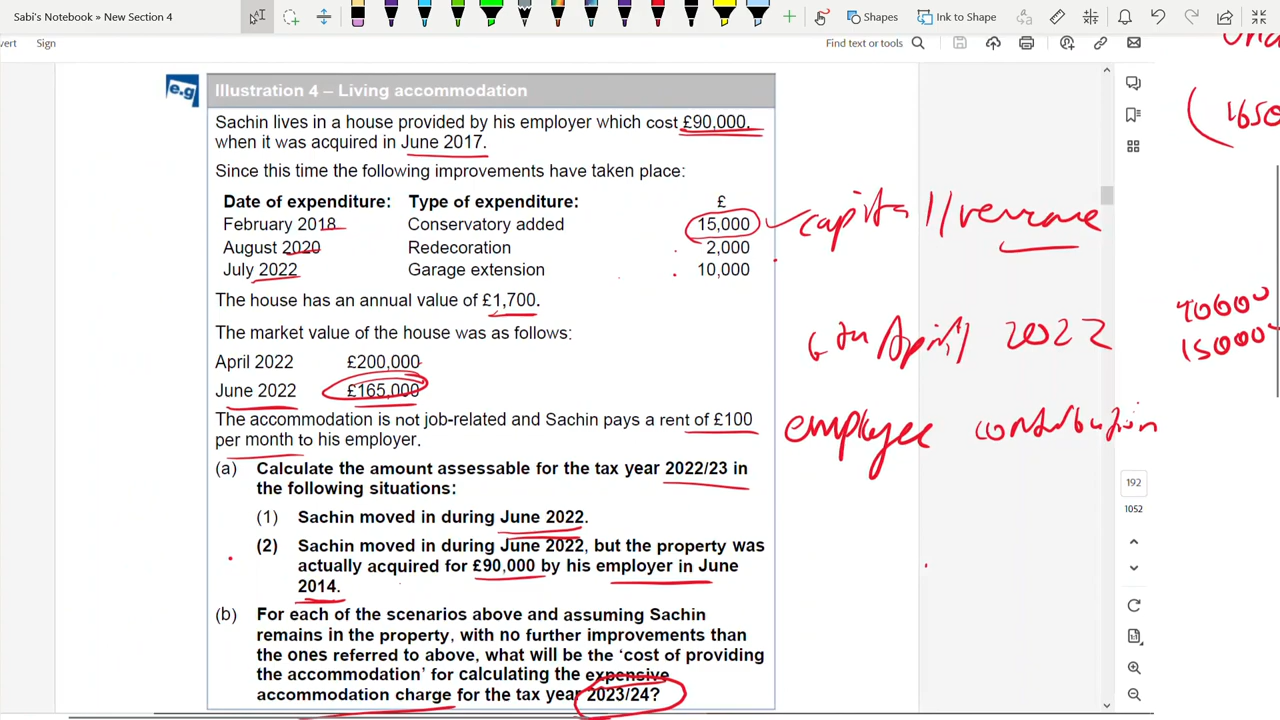 Sabi's Notebook » New Section 4
Shapes
Ink to Shape
vert
Sign
Find text or tools
e.g
Illustration 4 – Living accommodation
Sachin lives in a house provided by his employer which cost £90,000.
when it was acquired in June 2017.
Since this time the following improvements have taken place:
Date of expenditure: Type of expenditure: £
February 2018 Conservatory added 15,000
August 2020 Redecoration 2,000
July 2022 Garage extension 10,000
The house has an annual value of £1,700.
The market value of the house was as follows:
April 2022 £200,000
June 2022 £165,000
The accommodation is not job-related and Sachin pays a rent of £100
per month to his employer.
(a) Calculate the amount assessable for the tax year 2022/23 in
the following situations:
(1) Sachin moved in during June 2022.
(2) Sachin moved in during June 2022, but the property was
actually acquired for £90,000 by his employer in June
2014.
(b) For each of the scenarios above and assuming Sachin
remains in the property, with no further improvements than
the ones referred to above, what will be the 'cost of providing
the accommodation' for calculating the expensive
accommodation charge for the tax year 2023/24?
capital / revenue
6th April 2022
employee contribution
(1650
90000
15000
192
1052